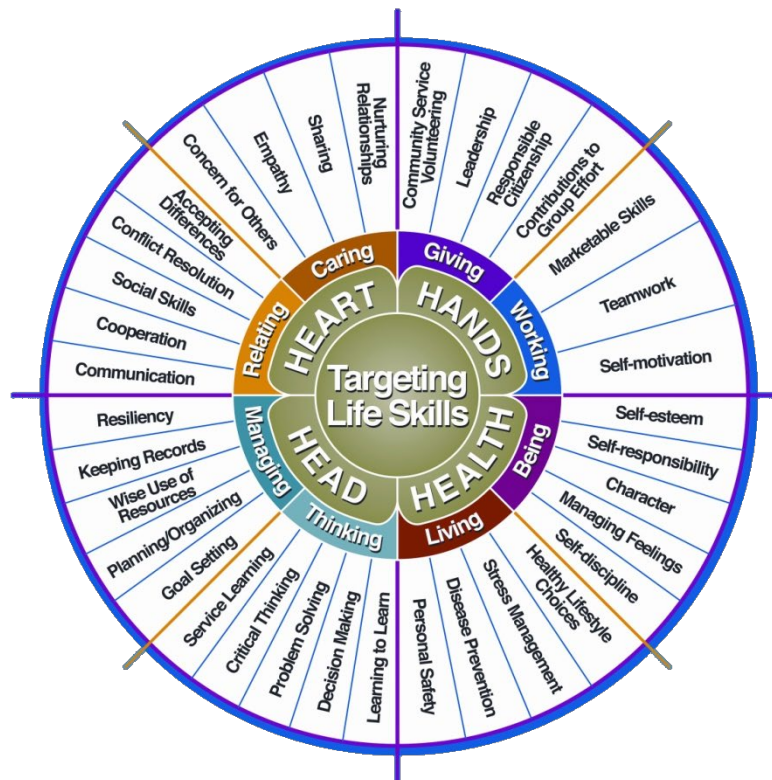 Targeting
Life Skills
HEART
HANDS
HEALTH
HEAD
Caring
Giving
Working
Being
Living
Thinking
Managing
Relating
Nurturing
Relationships
Sharing
Empathy
Concern for Others
Accepting
Differences
Conflict Resolution
Social Skills
Cooperation
Communication
Community Service
Volunteering
Leadership
Responsible
Citizenship
Contributions to
Group Effort
Marketable Skills
Teamwork
Self-motivation
Self-esteem
Self-responsibility
Character
Managing Feelings
Self-discipline
Healthy Lifestyle
Choices
Stress Management
Disease Prevention
Personal Safety
Learning to Learn
Decision Making
Problem Solving
Critical Thinking
Service Learning
Goal Setting
Planning/Organizing
Wise Use of
Resources
Keeping Records
Resiliency